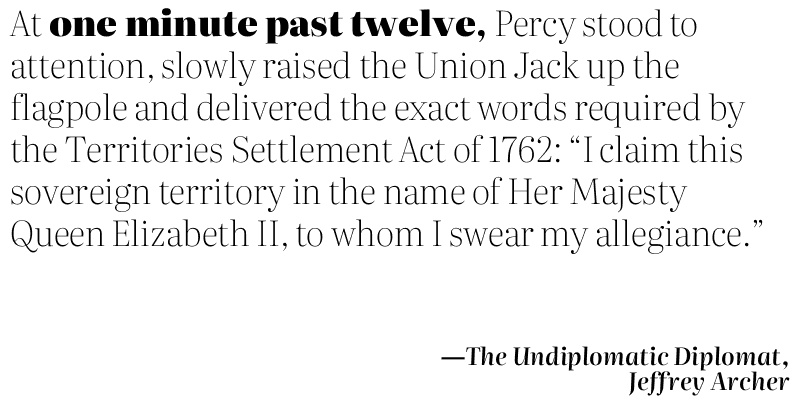 At one minute past twelve, Percy stood to
attention, slowly raised the Union Jack up the
flagpole and delivered the exact words required by
the Territories Settlement Act of 1762: “I claim this
sovereign territory in the name of Her Majesty
Queen Elizabeth II, to whom I swear my allegiance.”
—The Undiplomatic Diplomat,
Jeffrey Archer